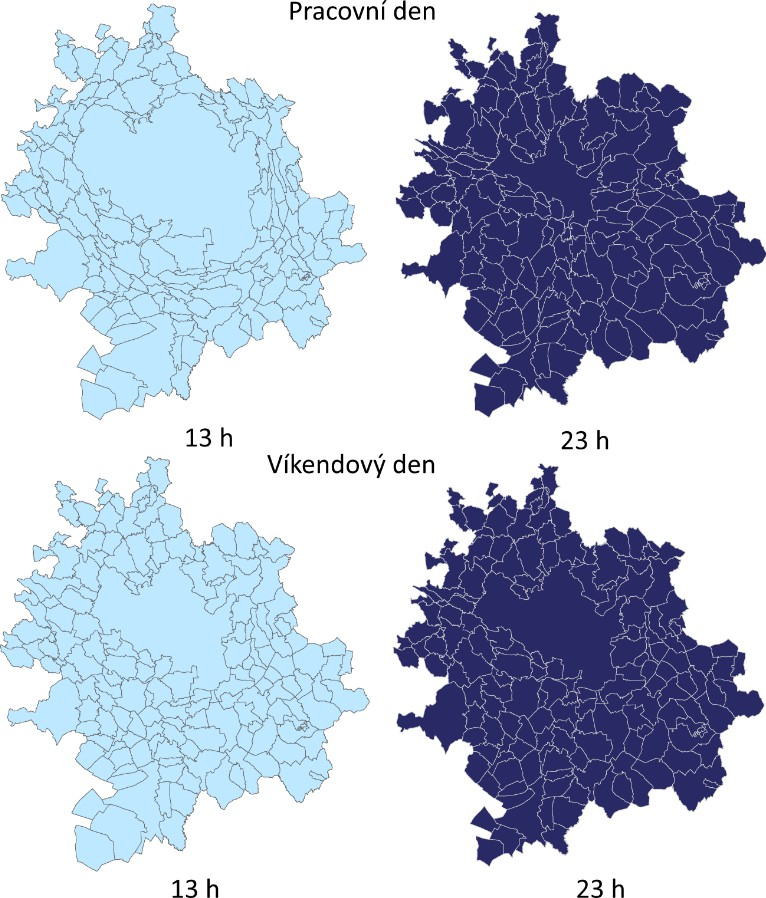 Pracovní den
13 h
23 h
Víkendový den
13 h
23 h